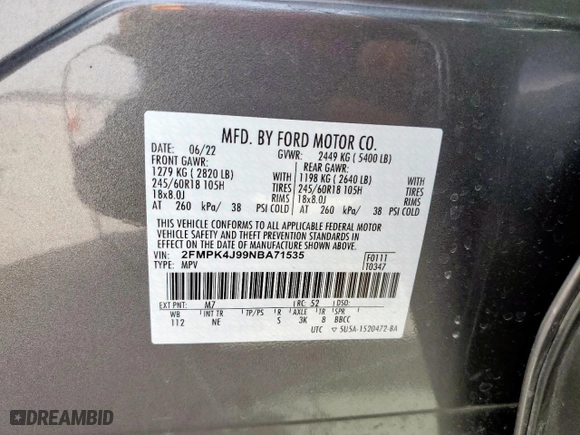 MFD. BY FORD MOTOR CO.
DATE: 06/22 GVWR: 2449 KG ( 5400 LB)
FRONT GAWR: REAR GAWR:
1279 KG ( 2820 LB) WITH 1198 KG ( 2640 LB) WITH
245/60R18 105H TIRES 245/60R18 105H TIRES
18x8.0J RIMS 18x8.0J RIMS
AT 260 kPa/ 38 PSI COLD AT 260 kPa/ 38 PSI COLD
THIS VEHICLE CONFORMS TO ALL APPLICABLE FEDERAL MOTOR
VEHICLE SAFETY AND THEFT PREVENTION STANDARDS IN
EFFECT ON THE DATE OF MANUFACTURE SHOWN ABOVE.
VIN: 2FMPK4J99NBA71535 F0111
TYPE: MPV T0347
EXT PNT: M7 RC: 52 DSO:
WB INT TR TP/PS R AXLE TR SPR
112 NE S 3K 8 BBCC
UTC 5U5A-1520472-BA
DREAMBID